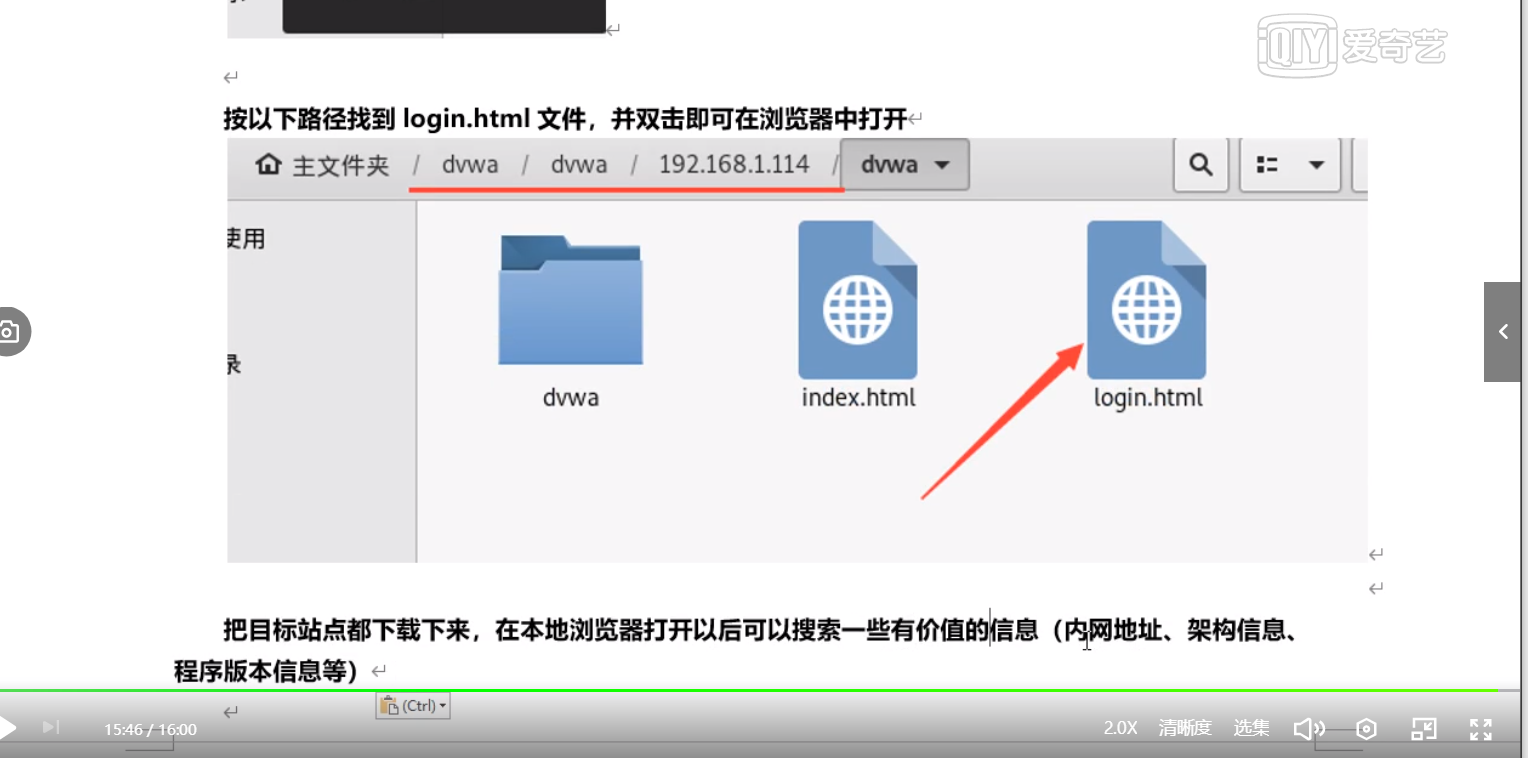 iQIYI 爱奇艺
按以下路径找到 login.html 文件，并双击即可在浏览器中打开
主文件夹 / dvwa / dvwa / 192.168.1.114 / dvwa
使用
录
dvwa index.html login.html
把目标站点都下载下来，在本地浏览器打开以后可以搜索一些有价值的信息（内网地址、架构信息、
程序版本信息等）
(Ctrl)
15:46 / 16:00 2.0X 清晰度 选集